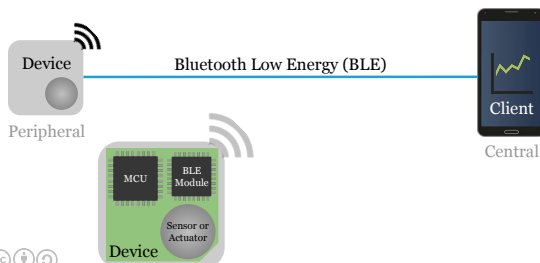 Device
Bluetooth Low Energy (BLE)
Client
Peripheral
Central
MCU
BLE
Module
Sensor or
Actuator
Device